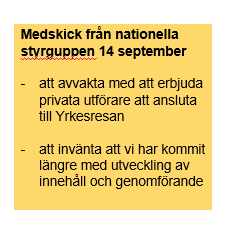 Medskick från nationella
styrguppen 14 september
- att avvakta med att erbjuda
privata utförare att ansluta
till Yrkesresan
- att invänta att vi har kommit
längre med utveckling av
innehåll och genomförande